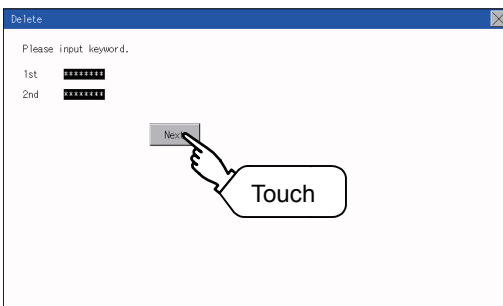 Delete
Please input keyword.
1st ********
2nd ********
Next
Touch